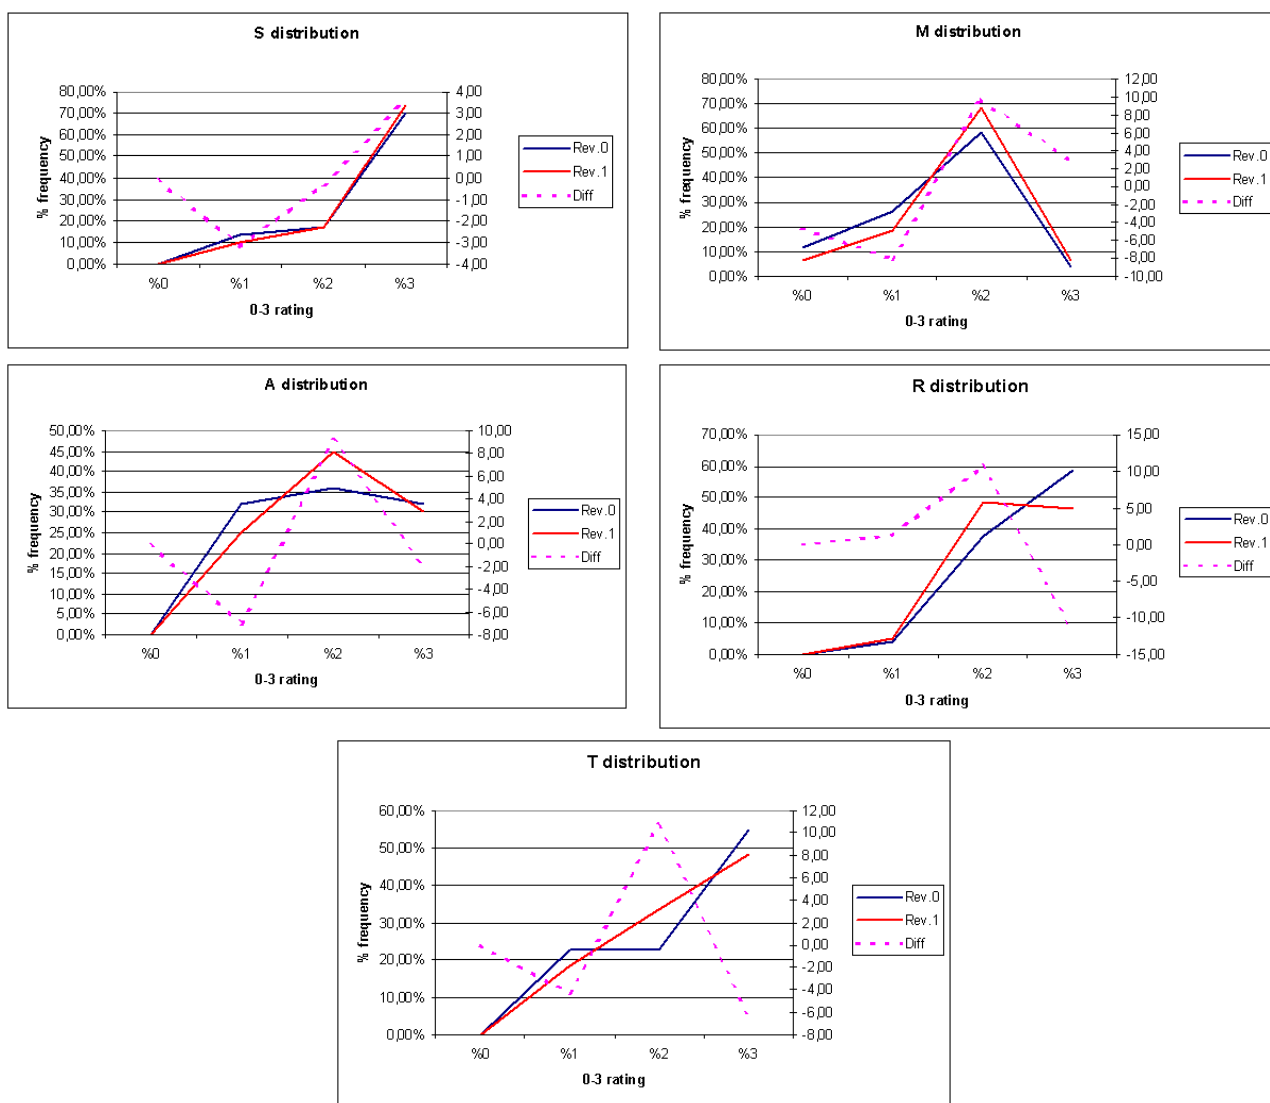 S distribution
80,00%
70,00%
60,00%
50,00%
40,00%
30,00%
20,00%
10,00%
0,00%
% frequency
4,00
3,00
2,00
1,00
0,00
-1,00
-2,00
-3,00
-4,00
%0 %1 %2 %3
0-3 rating
Rev.0
Rev.1
Diff
M distribution
80,00%
70,00%
60,00%
50,00%
40,00%
30,00%
20,00%
10,00%
0,00%
% frequency
12,00
10,00
8,00
6,00
4,00
2,00
0,00
-2,00
-4,00
-6,00
-8,00
-10,00
%0 %1 %2 %3
0-3 rating
Rev.0
Rev.1
Diff
A distribution
50,00%
45,00%
40,00%
35,00%
30,00%
25,00%
20,00%
15,00%
10,00%
5,00%
0,00%
% frequency
10,00
8,00
6,00
4,00
2,00
0,00
-2,00
-4,00
-6,00
-8,00
%0 %1 %2 %3
0-3 rating
Rev.0
Rev.1
Diff
R distribution
70,00%
60,00%
50,00%
40,00%
30,00%
20,00%
10,00%
0,00%
% frequency
15,00
10,00
5,00
0,00
-5,00
-10,00
-15,00
%0 %1 %2 %3
0-3 rating
Rev.0
Rev.1
Diff
T distribution
60,00%
50,00%
40,00%
30,00%
20,00%
10,00%
0,00%
% frequency
12,00
10,00
8,00
6,00
4,00
2,00
0,00
-2,00
-4,00
-6,00
-8,00
%0 %1 %2 %3
0-3 rating
Rev.0
Rev.1
Diff